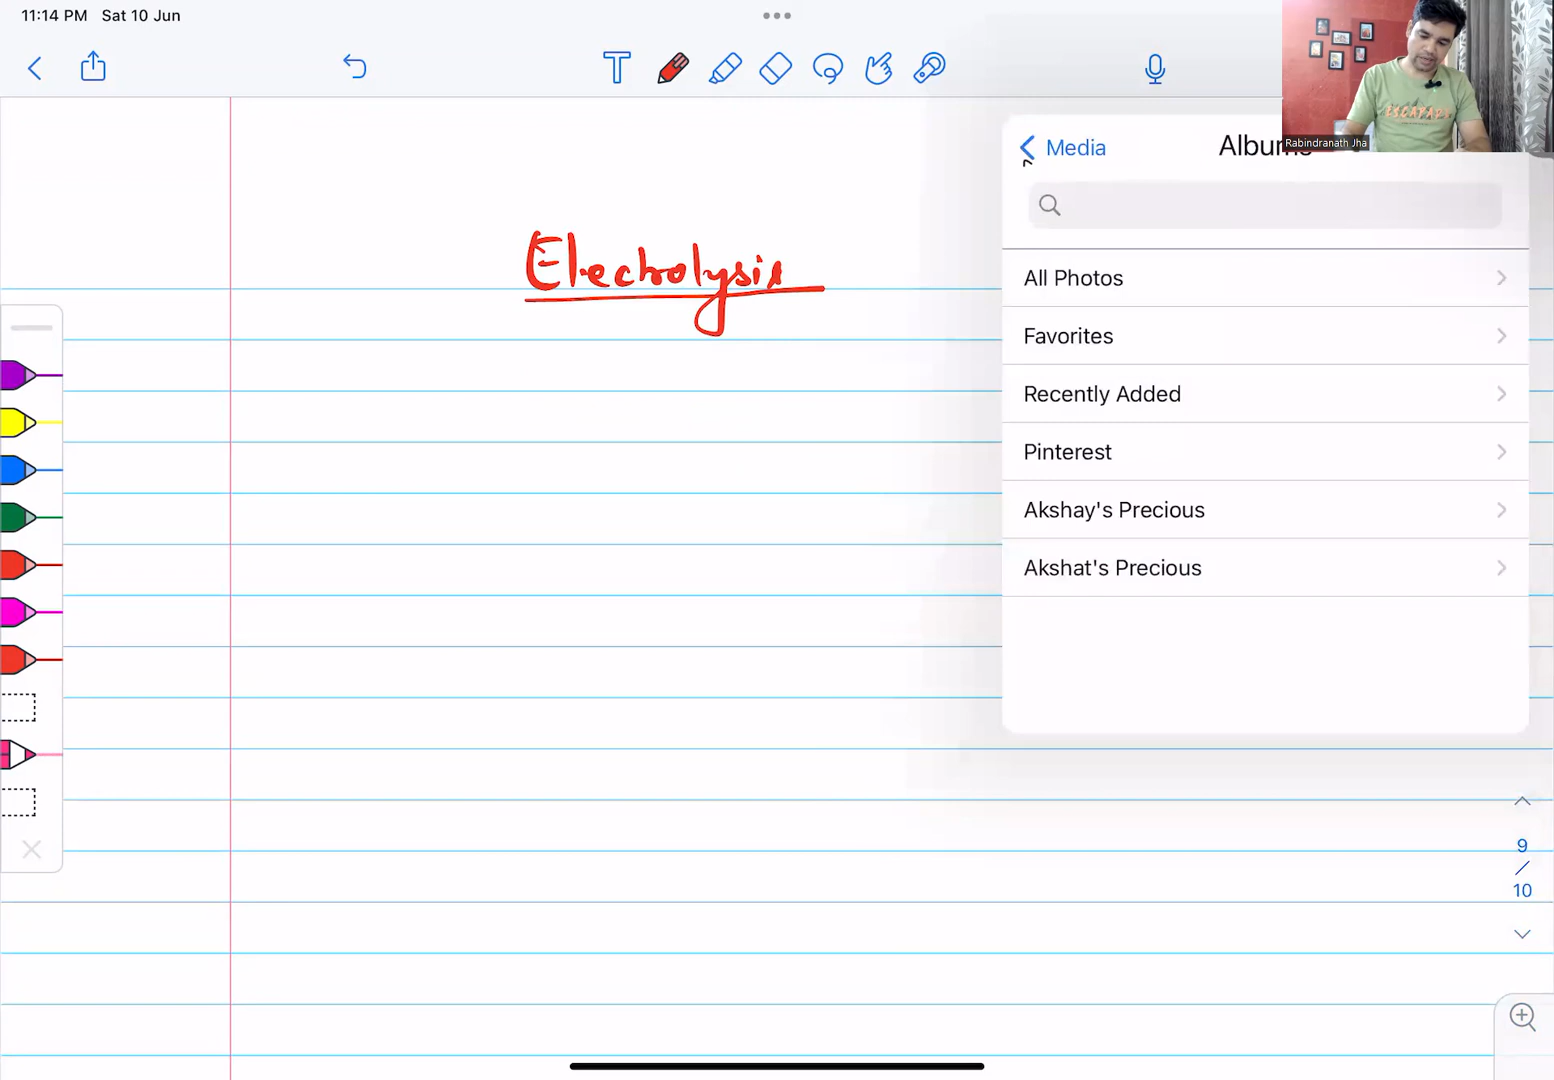 11:14 PM Sat 10 Jun
T
Media
Albums
Rabindranath Jha
ESCAPADE
Electrolysis
All Photos
Favorites
Recently Added
Pinterest
Akshay's Precious
Akshat's Precious
9
/
10